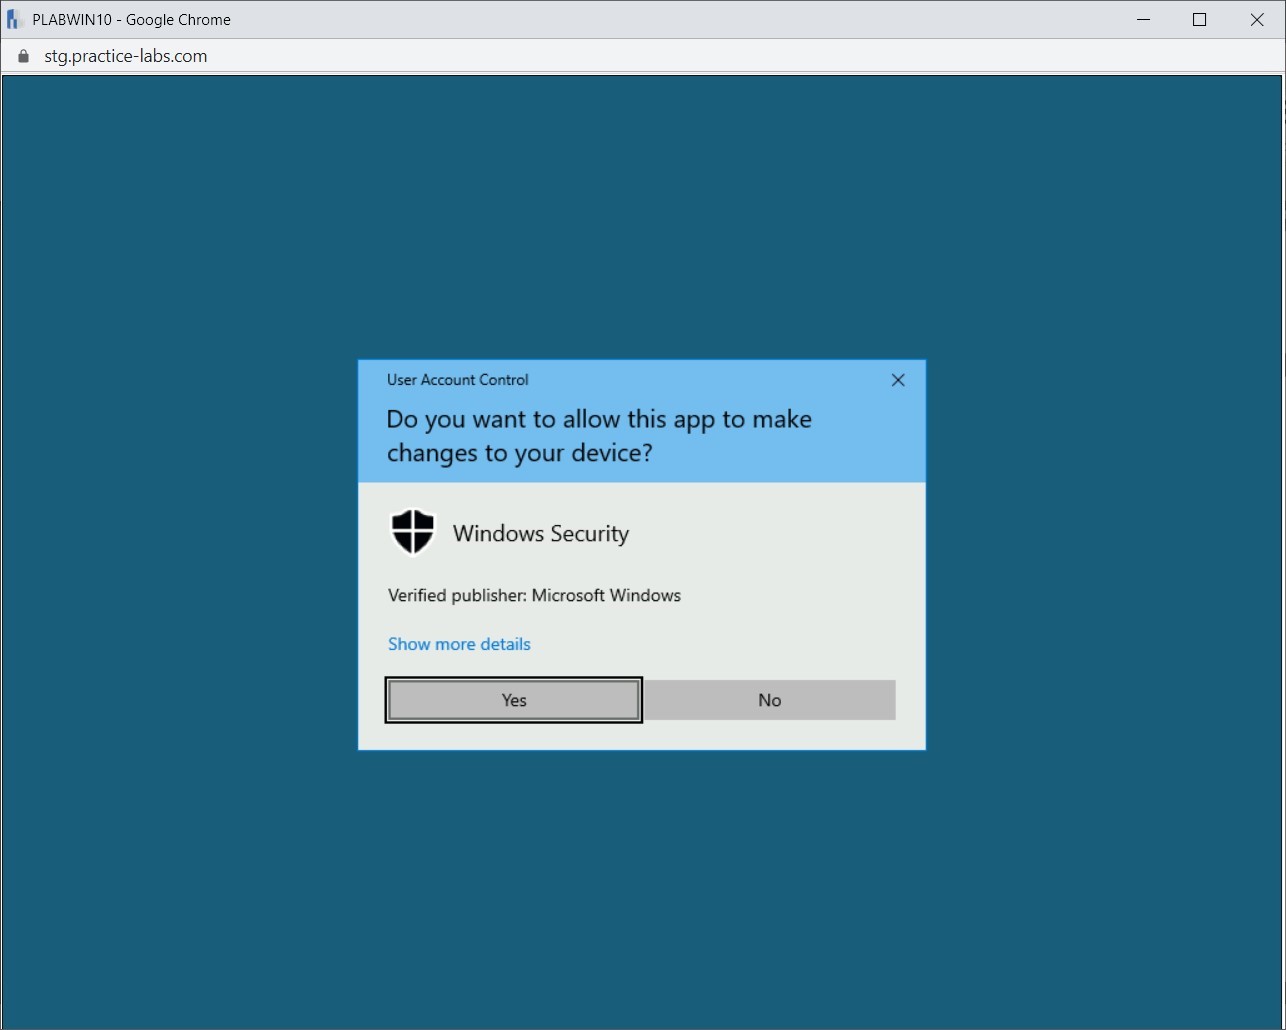 PLABWIN10 - Google Chrome
stg.practice-labs.com
User Account Control
Do you want to allow this app to make
changes to your device?
Windows Security
Verified publisher: Microsoft Windows
Show more details
Yes No